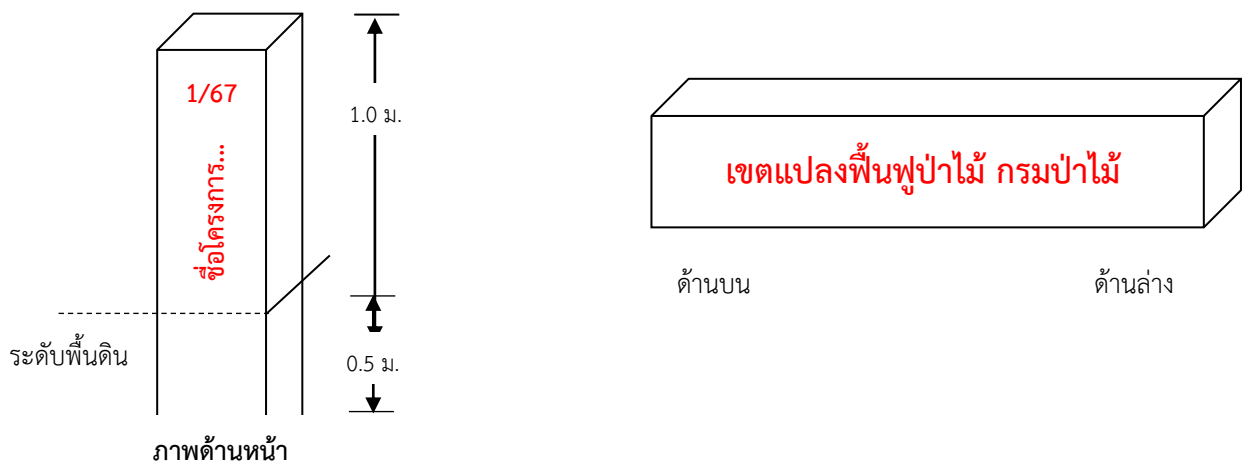 1/67
ชื่อโครงการ...
1.0 ม.
ระดับพื้นดิน
0.5 ม.
ภาพด้านหน้า
เขตแปลงฟื้นฟูป่าไม้ กรมป่าไม้
ด้านบน
ด้านล่าง